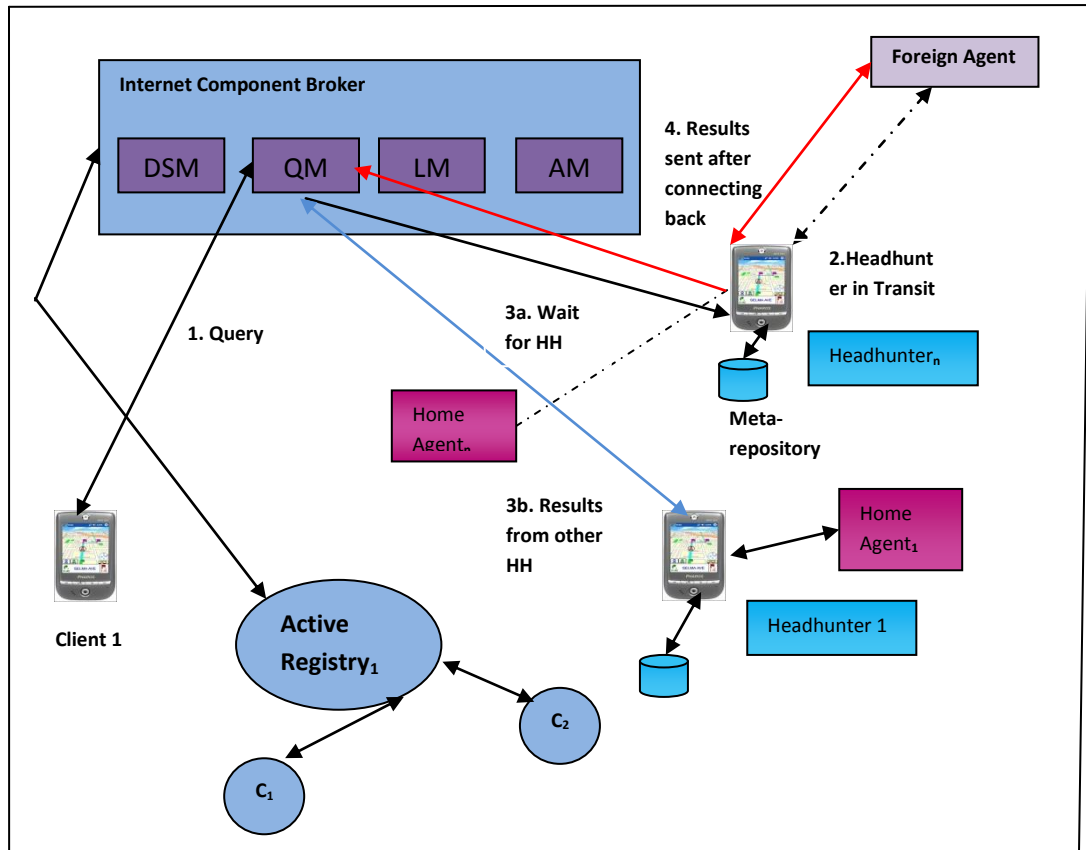 Foreign Agent
Internet Component Broker
DSM
QM
LM
AM
4. Results
sent after
connecting
back
2.Headhunt
er in Transit
1. Query
3a. Wait
for HH
Headhunterₙ
Home
Agentₙ
Meta-
repository
3b. Results
from other
HH
Home
Agent₁
Client 1
Active
Registry₁
Headhunter 1
C₂
C₁